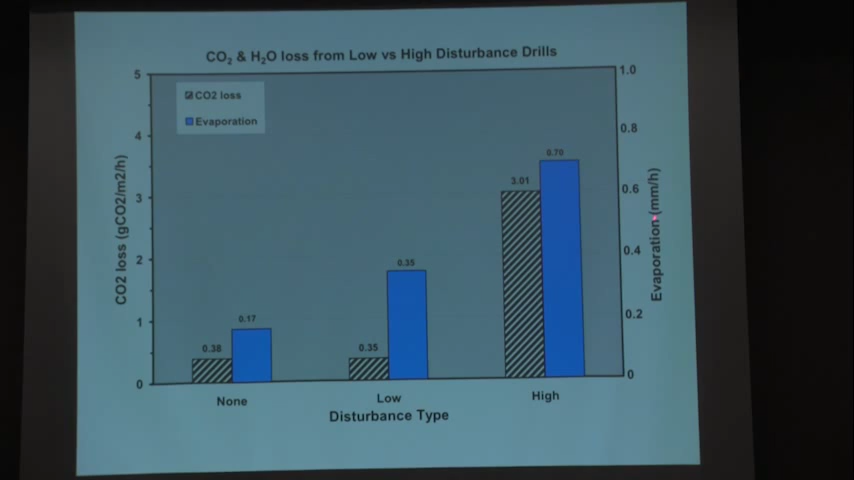 CO₂ & H₂O loss from Low vs High Disturbance Drills
CO2 loss
Evaporation
CO2 loss (gCO2/m2/h)
5
4
3
2
1
0
Evaporation (mm/h)
1.0
0.8
0.6
0.4
0.2
0
0.38
0.17
0.35
0.35
3.01
0.70
None
Low
High
Disturbance Type